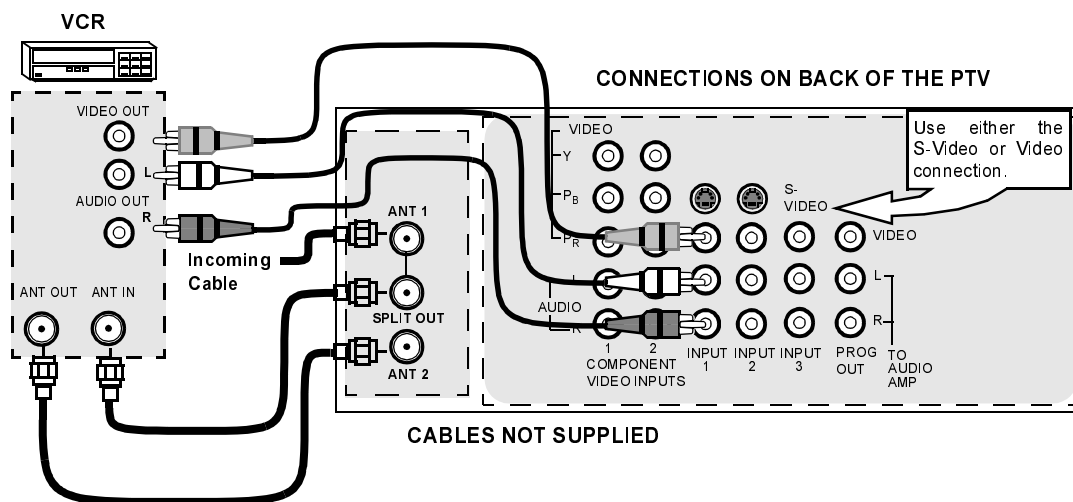 VCR
VIDEO OUT
L
AUDIO OUT
R
ANT OUT
ANT IN
Incoming
Cable
ANT 1
SPLIT OUT
ANT 2
CONNECTIONS ON BACK OF THE PTV
VIDEO
Y
PB
PR
S-
VIDEO
VIDEO
Use either the
S-Video or Video
connection.
L
AUDIO
R
L
R
1
2
COMPONENT
VIDEO INPUTS
INPUT
1
INPUT
2
INPUT
3
PROG
OUT
TO
AUDIO
AMP
CABLES NOT SUPPLIED